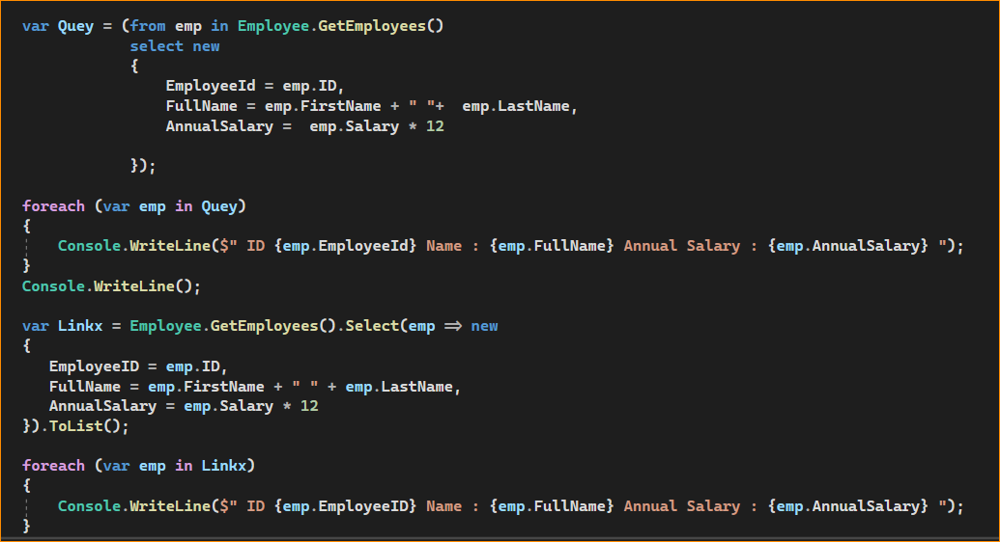 var Quey = (from emp in Employee.GetEmployees()
select new
{
EmployeeId = emp.ID,
FullName = emp.FirstName + " "+  emp.LastName,
AnnualSalary =  emp.Salary * 12
});
foreach (var emp in Quey)
{
Console.WriteLine($" ID {emp.EmployeeId} Name : {emp.FullName} Annual Salary : {emp.AnnualSalary} ");
}
Console.WriteLine();
var Linkx = Employee.GetEmployees().Select(emp => new
{
EmployeeID = emp.ID,
FullName = emp.FirstName + " " + emp.LastName,
AnnualSalary = emp.Salary * 12
}).ToList();
foreach (var emp in Linkx)
{
Console.WriteLine($" ID {emp.EmployeeID} Name : {emp.FullName} Annual Salary : {emp.AnnualSalary} ");
}